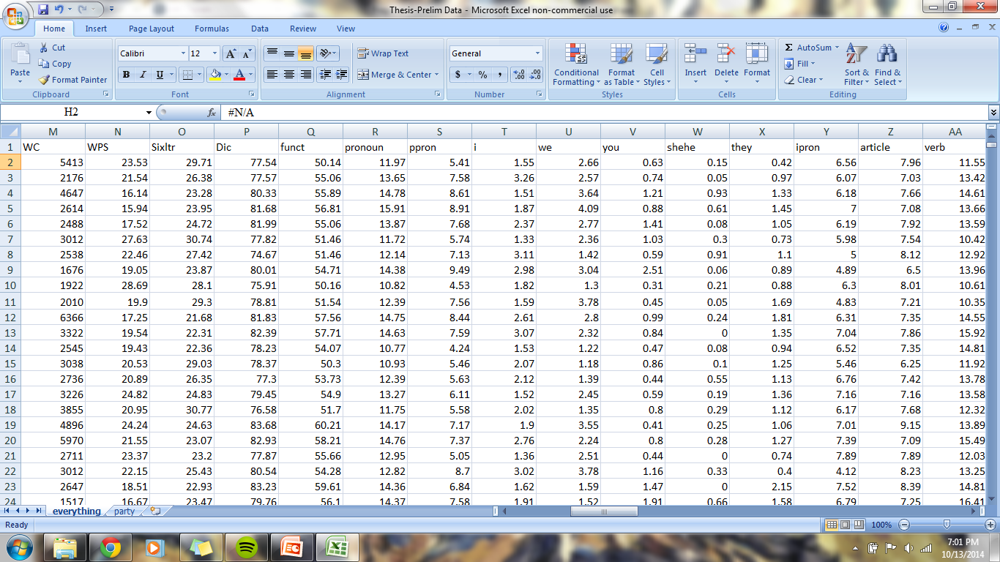 Thesis-Prelim Data - Microsoft Excel non-commercial use
Home Insert Page Layout Formulas Data Review View
Cut Calibri 12 Wrap Text General AutoSum
Copy Fill
Paste Format Painter B I U Merge & Center $ % , .00 Conditional Formatting Format as Table Cell Styles Insert Delete Format Clear Sort & Filter Find & Select
Clipboard Font Alignment Number Styles Cells Editing
H2 fx #N/A
M N O P Q R S T U V W X Y Z AA
1 WC WPS Sixltr Dic funct pronoun ppron i we you shehe they ipron article verb
2 5413 23.53 29.71 77.54 50.14 11.97 5.41 1.55 2.66 0.63 0.15 0.42 6.56 7.96 11.55
3 2176 21.54 26.38 77.57 55.06 13.65 7.58 3.26 2.57 0.74 0.05 0.97 6.07 7.03 13.42
4 4647 16.14 23.28 80.33 55.89 14.78 8.61 1.51 3.64 1.21 0.93 1.33 6.18 7.66 14.61
5 2614 15.94 23.95 81.68 56.81 15.91 8.91 1.87 4.09 0.88 0.61 1.45 7 7.08 13.66
6 2488 17.52 24.72 81.99 55.06 13.87 7.68 2.37 2.77 1.41 0.08 1.05 6.19 7.92 13.59
7 3012 27.63 30.74 77.82 51.46 11.72 5.74 1.33 2.36 1.03 0.3 0.73 5.98 7.54 10.42
8 2538 22.46 27.42 74.67 51.46 12.14 7.13 3.11 1.42 0.59 0.91 1.1 5 8.12 12.92
9 1676 19.05 23.87 80.01 54.71 14.38 9.49 2.98 3.04 2.51 0.06 0.89 4.89 6.5 13.96
10 1922 28.69 28.1 75.91 50.16 10.82 4.53 1.82 1.3 0.31 0.21 0.88 6.3 8.01 10.61
11 2010 19.9 29.3 78.81 51.54 12.39 7.56 1.59 3.78 0.45 0.05 1.69 4.83 7.21 10.35
12 6366 17.25 21.68 81.83 57.56 14.75 8.44 2.61 2.8 0.99 0.24 1.81 6.31 7.35 14.55
13 3322 19.54 22.31 82.39 57.71 14.63 7.59 3.07 2.32 0.84 0 1.35 7.04 7.86 15.92
14 2545 19.43 22.36 78.23 54.07 10.77 4.24 1.53 1.22 0.47 0.08 0.94 6.52 7.35 14.81
15 3038 20.53 29.03 78.37 50.3 10.93 5.46 2.07 1.18 0.86 0.1 1.25 5.46 6.25 11.92
16 2736 20.89 26.35 77.3 53.73 12.39 5.63 2.12 1.39 0.44 0.55 1.13 6.76 7.42 13.78
17 3226 24.82 24.83 79.45 54.9 13.27 6.11 1.52 2.45 0.59 0.19 1.36 7.16 7.16 13.58
18 3855 20.95 30.77 76.58 51.7 11.75 5.58 2.02 1.35 0.8 0.29 1.12 6.17 7.68 12.32
19 4896 24.24 24.63 83.68 60.21 14.17 7.17 1.9 3.55 0.41 0.25 1.06 7.01 9.15 13.89
20 5970 21.55 23.07 82.93 58.21 14.76 7.37 2.76 2.24 0.8 0.28 1.27 7.39 7.09 15.49
21 2711 23.37 23.2 77.87 55.66 12.95 5.05 1.36 2.51 0.44 0 0.74 7.89 7.89 12.03
22 3012 22.15 25.43 80.54 54.28 12.82 8.7 3.02 3.78 1.16 0.33 0.4 4.12 8.23 13.25
23 2647 18.51 22.93 83.23 59.61 14.36 6.84 1.62 1.59 1.47 0 2.15 7.52 8.39 14.81
24 1517 16.67 23.47 79.76 56.1 14.37 7.58 1.91 1.52 1.91 0.66 1.58 6.79 7.25 16.41
everything party
Ready 100%
7:01 PM
10/13/2014